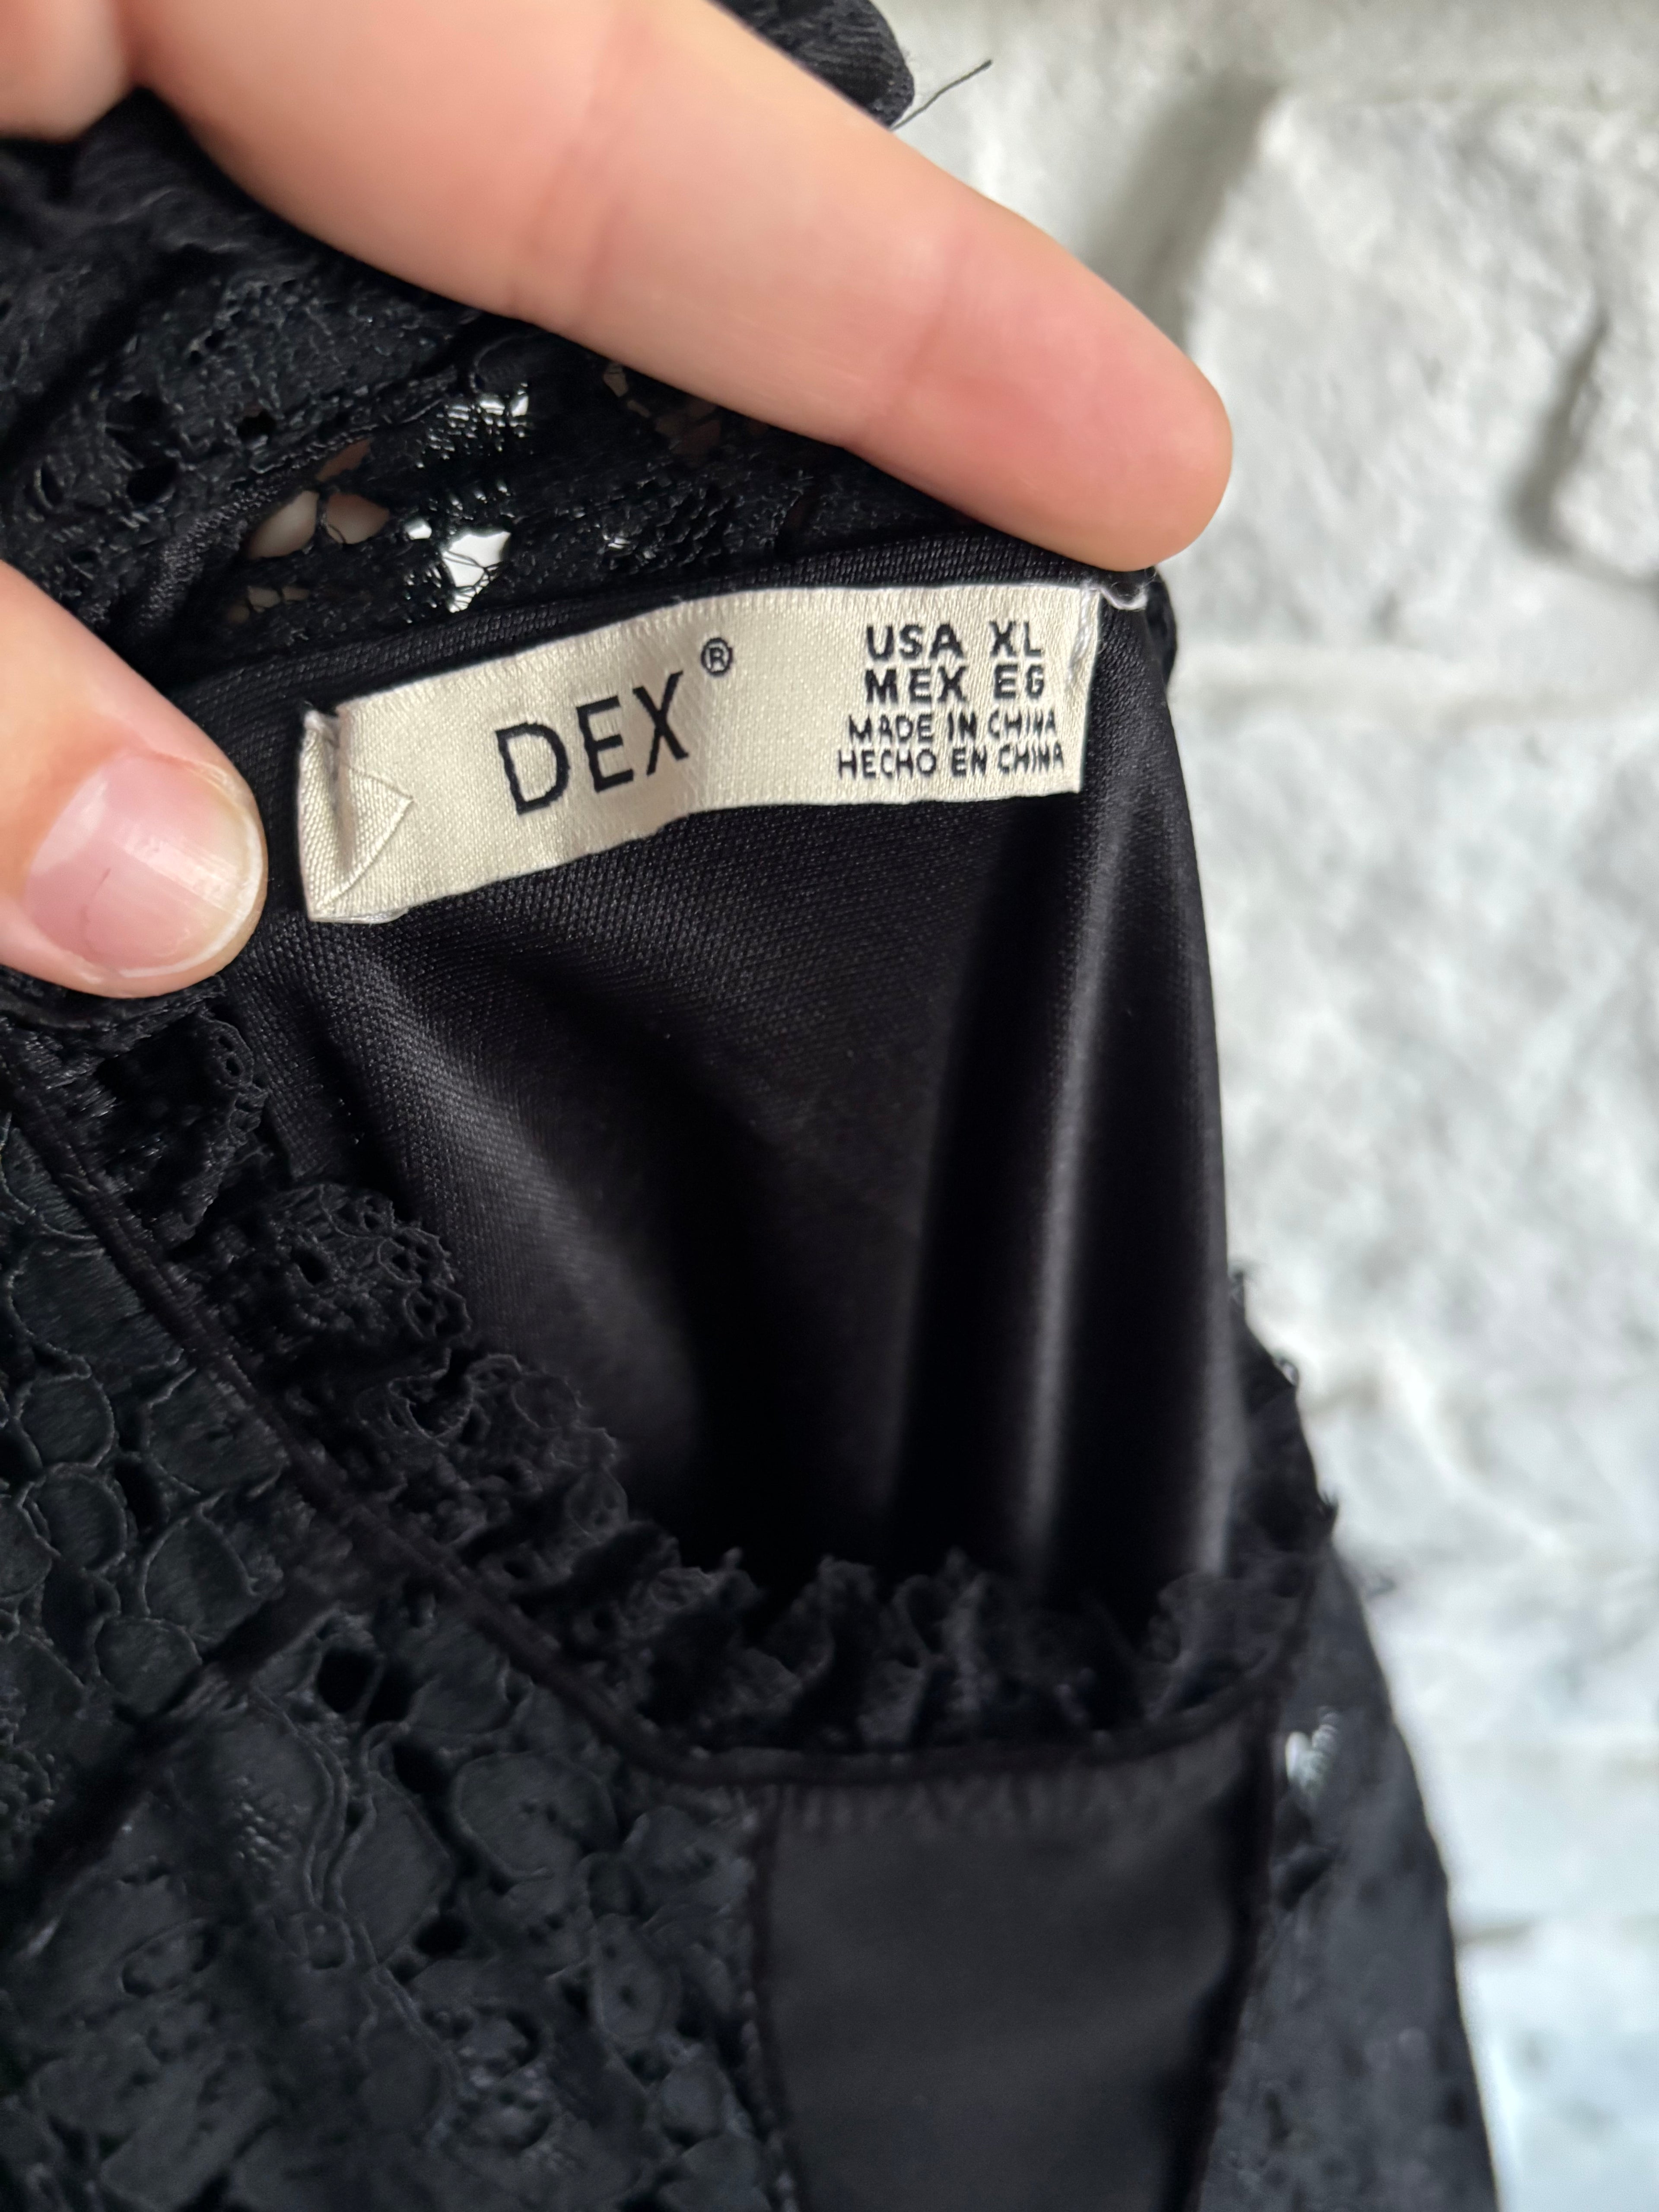 DEX®
USA XL
MEX EG
MADE IN CHINA
HECHO EN CHINA